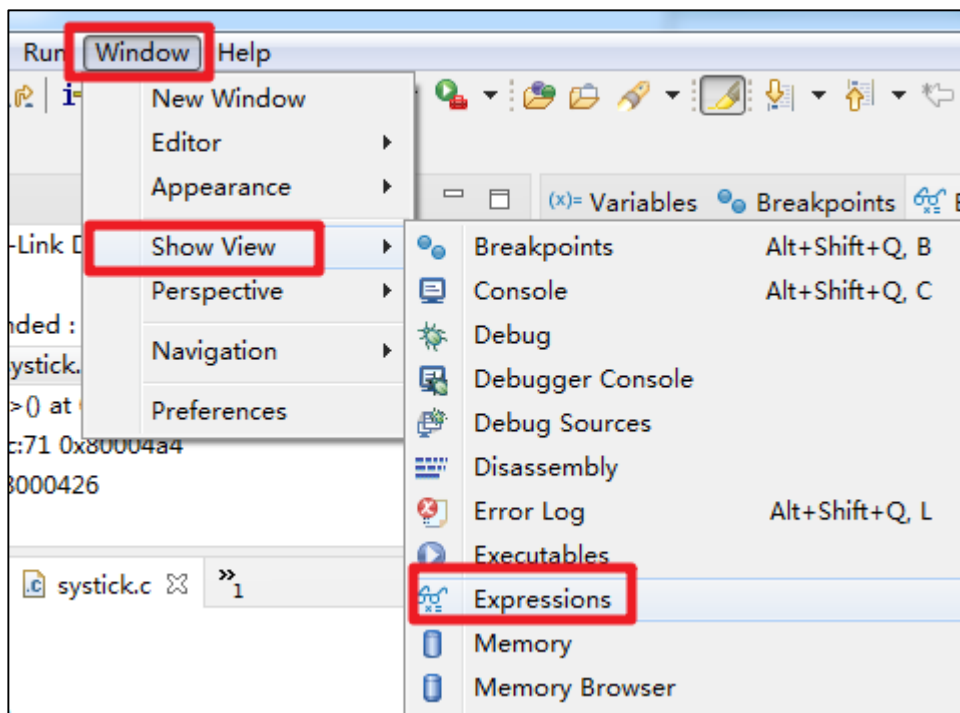 Run Window Help
New Window
Editor
Appearance
(x)= Variables Breakpoints
-Link
Show View
Breakpoints Alt+Shift+Q, B
Perspective
Console Alt+Shift+Q, C
nded :
Debug
Navigation
ystick.
Debugger Console
>() at
Preferences
Debug Sources
c:71 0x80004a4
Disassembly
8000426
Error Log Alt+Shift+Q, L
Executables
systick.c »1
Expressions
Memory
Memory Browser